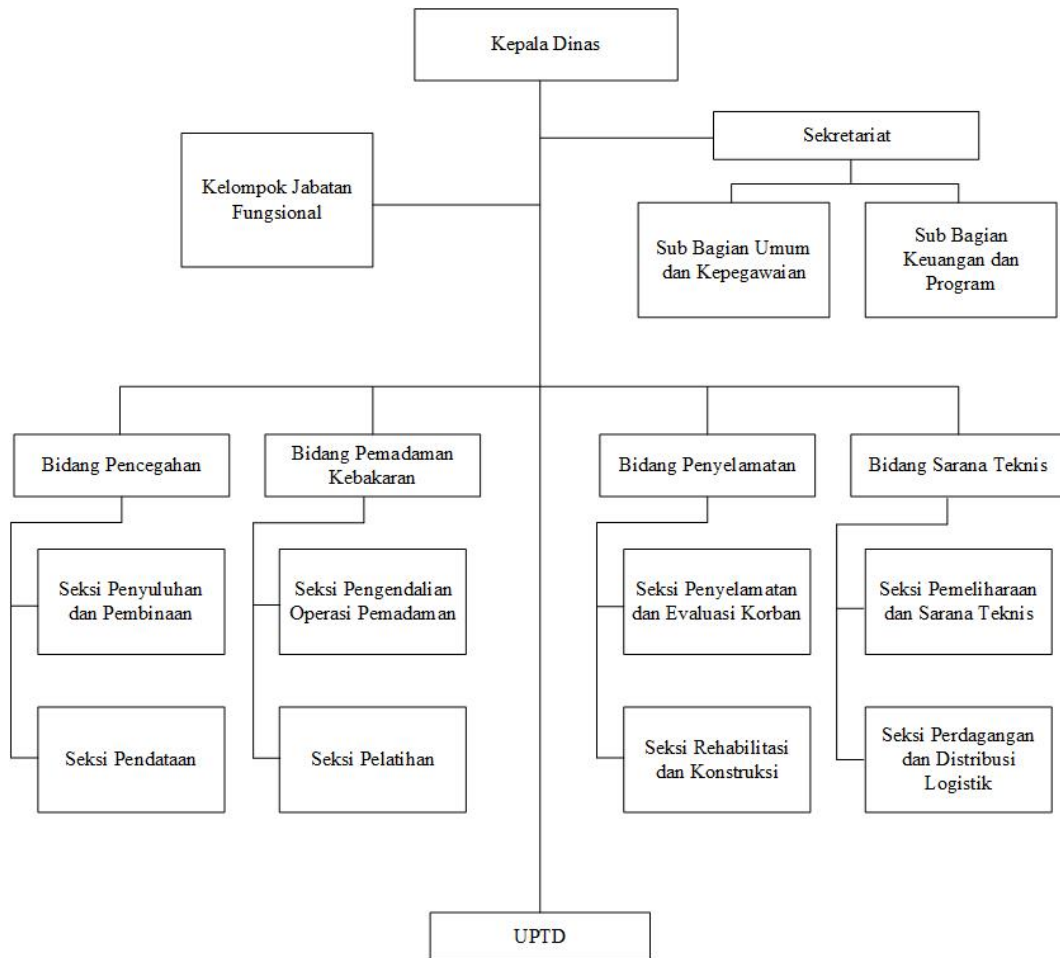 Kepala Dinas
Sekretariat
Kelompok Jabatan
Fungsional
Sub Bagian Umum
dan Kepegawaian
Sub Bagian
Keuangan dan
Program
Bidang Pencegahan
Bidang Pemadaman
Kebakaran
Bidang Penyelamatan
Bidang Sarana Teknis
Seksi Penyuluhan
dan Pembinaan
Seksi Pengendalian
Operasi Pemadaman
Seksi Penyelamatan
dan Evaluasi Korban
Seksi Pemeliharaan
dan Sarana Teknis
Seksi Pendataan
Seksi Pelatihan
Seksi Rehabilitasi
dan Konstruksi
Seksi Perdagangan
dan Distribusi
Logistik
UPTD